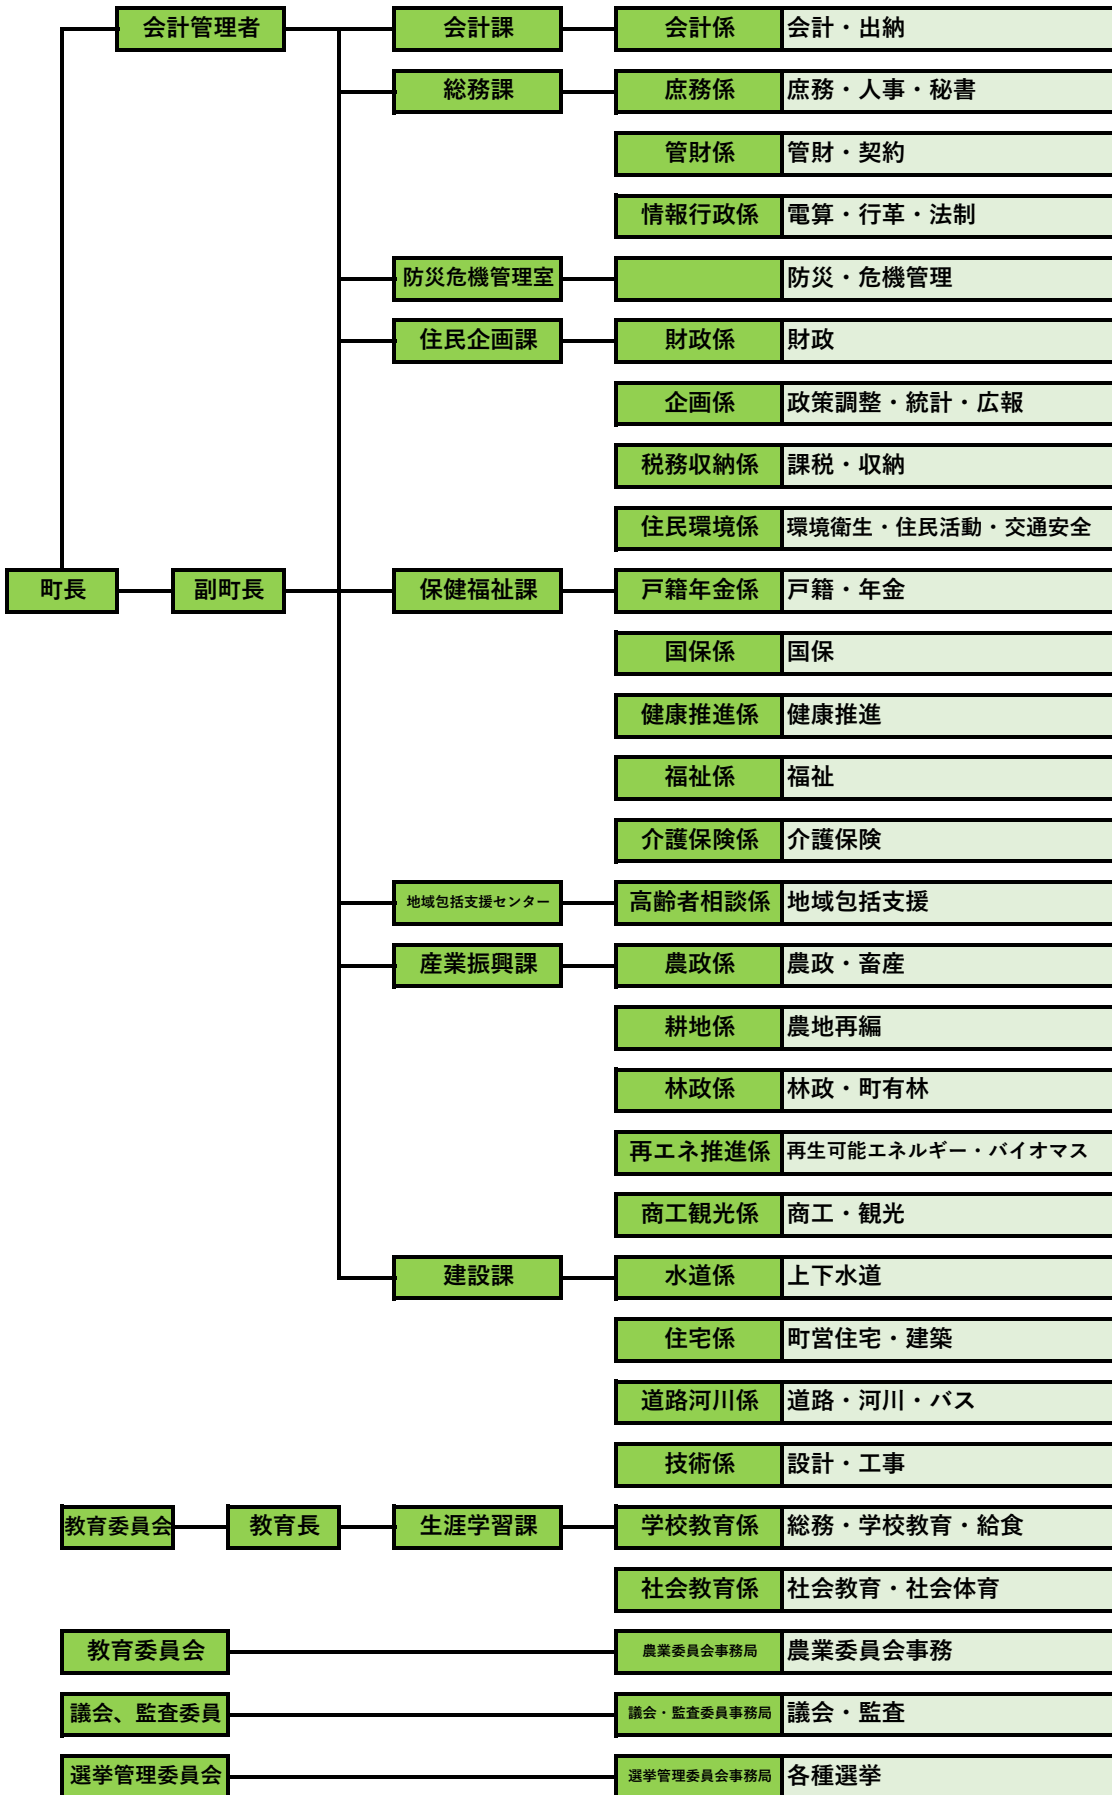 会計管理者 会計課 会計係 会計・出納
総務課 庶務係 庶務・人事・秘書
管財係 管財・契約
情報行政係 電算・行革・法制
防災危機管理室 防災・危機管理
住民企画課 財政係 財政
企画係 政策調整・統計・広報
税務収納係 課税・収納
住民環境係 環境衛生・住民活動・交通安全
町長 副町長 保健福祉課 戸籍年金係 戸籍・年金
国保係 国保
健康推進係 健康推進
福祉係 福祉
介護保険係 介護保険
地域包括支援センター 高齢者相談係 地域包括支援
産業振興課 農政係 農政・畜産
耕地係 農地再編
林政係 林政・町有林
再エネ推進係 再生可能エネルギー・バイオマス
商工観光係 商工・観光
建設課 水道係 上下水道
住宅係 町営住宅・建築
道路河川係 道路・河川・バス
技術係 設計・工事
教育委員会 教育長 生涯学習課 学校教育係 総務・学校教育・給食
社会教育係 社会教育・社会体育
教育委員会 農業委員会事務局 農業委員会事務
議会、監査委員 議会・監査委員事務局 議会・監査
選挙管理委員会 選挙管理委員会事務局 各種選挙